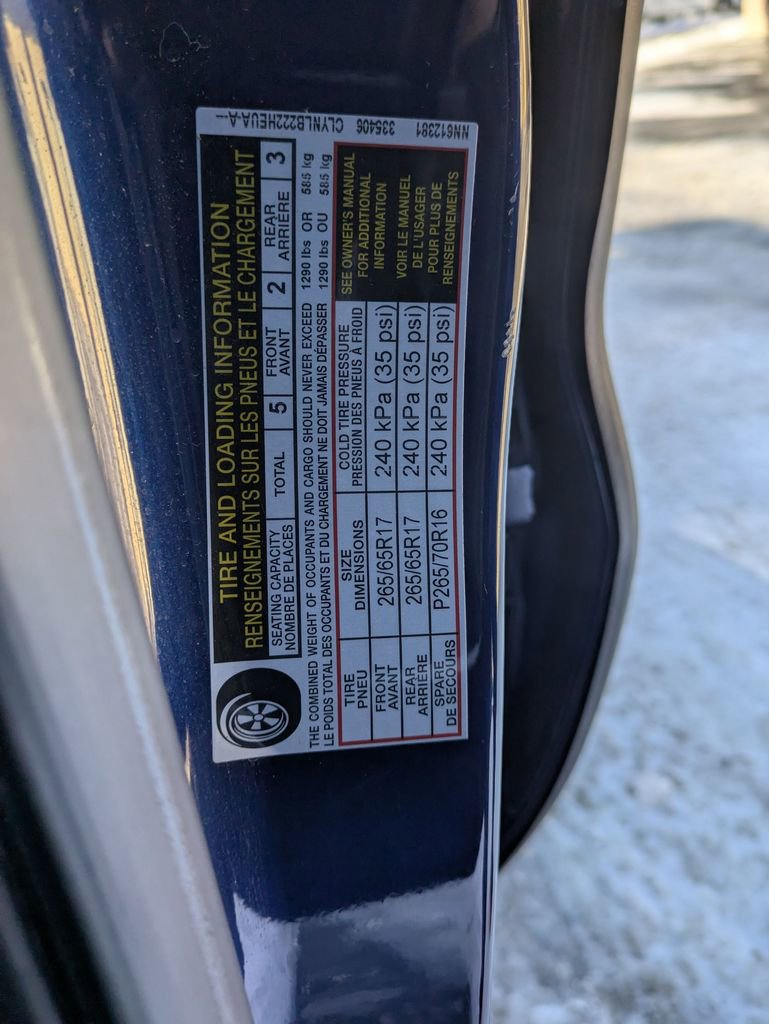 TIRE AND LOADING INFORMATION
RENSEIGNEMENTS SUR LES PNEUS ET LE CHARGEMENT
SEATING CAPACITY
NOMBRE DE PLACES
TOTAL
5
FRONT
AVANT
2
REAR
ARRIÈRE
3
THE COMBINED WEIGHT OF OCCUPANTS AND CARGO SHOULD NEVER EXCEED 1290 lbs OR 585 kg
LE POIDS TOTAL DES OCCUPANTS ET DU CHARGEMENT NE DOIT JAMAIS DÉPASSER 1290 lbs OU 585 kg
TIRE
PNEU
SIZE
DIMENSIONS
COLD TIRE PRESSURE
PRESSION DES PNEUS À FROID
FRONT
AVANT
265/65R17
240 kPa (35 psi)
REAR
ARRIÈRE
265/65R17
240 kPa (35 psi)
SPARE
DE SECOURS
P265/70R16
240 kPa (35 psi)
SEE OWNER'S MANUAL
FOR ADDITIONAL
INFORMATION
VOIR LE MANUEL
DE L'USAGER
POUR PLUS DE
RENSEIGNEMENTS
NN612381 335406 CLYNLB222HEUA-A--